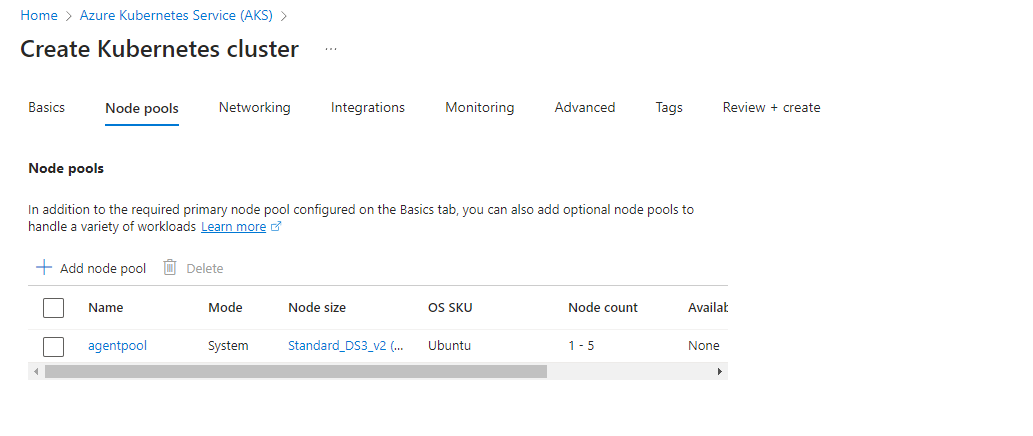 Home > Azure Kubernetes Service (AKS) >
Create Kubernetes cluster ...
Basics Node pools Networking Integrations Monitoring Advanced Tags Review + create
Node pools
In addition to the required primary node pool configured on the Basics tab, you can also add optional node pools to
handle a variety of workloads Learn more
+ Add node pool Delete
Name Mode Node size OS SKU Node count Availab
agentpool System Standard_DS3_v2 (... Ubuntu 1 - 5 None